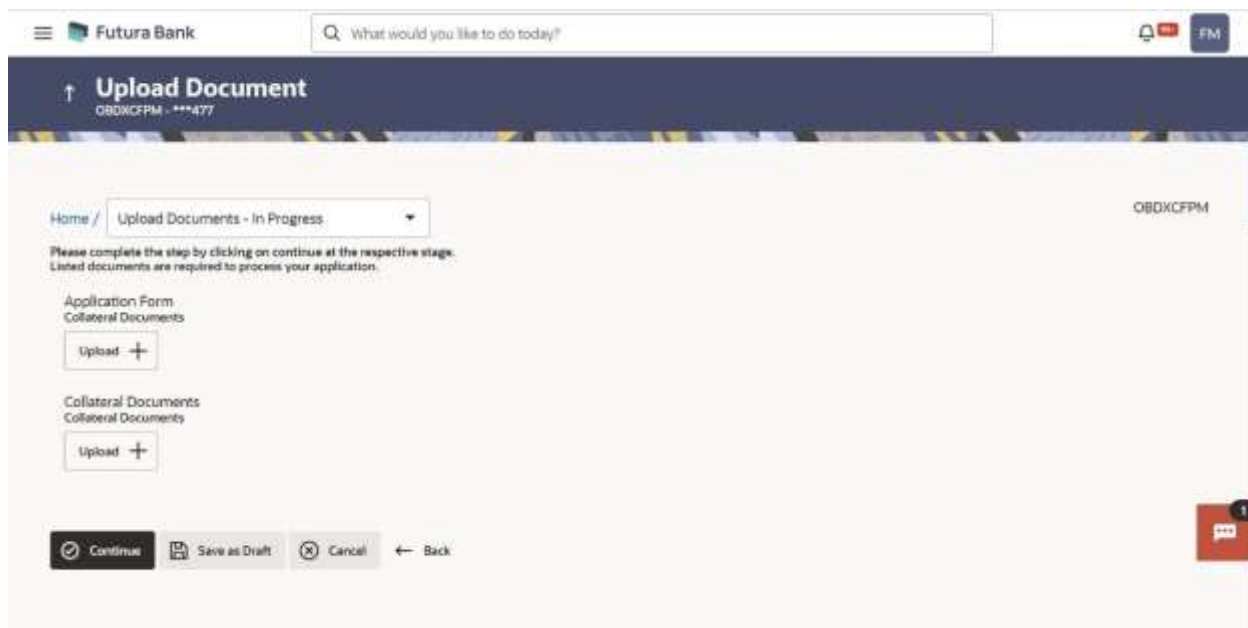 Futura Bank
What would you like to do today?
FM
Upload Document
OBDXCFPM - ***477
Home / Upload Documents - In Progress
OBDXCFPM
Please complete the step by clicking on continue at the respective stage.
Listed documents are required to process your application.
Application Form
Collateral Documents
Upload
Collateral Documents
Collateral Documents
Upload
1
Continue Save as Draft Cancel Back